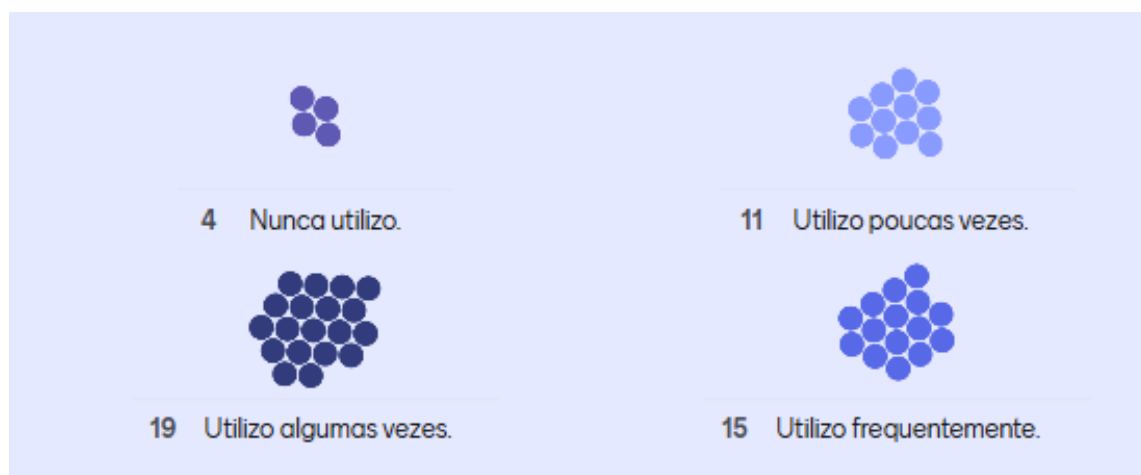 4 Nunca utilizo.
11 Utilizo poucas vezes.
19 Utilizo algumas vezes.
15 Utilizo frequentemente.